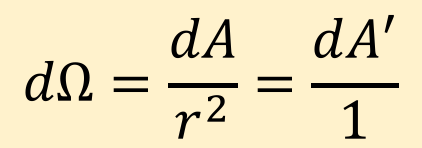 dΩ = dA / r² = dA′ / 1